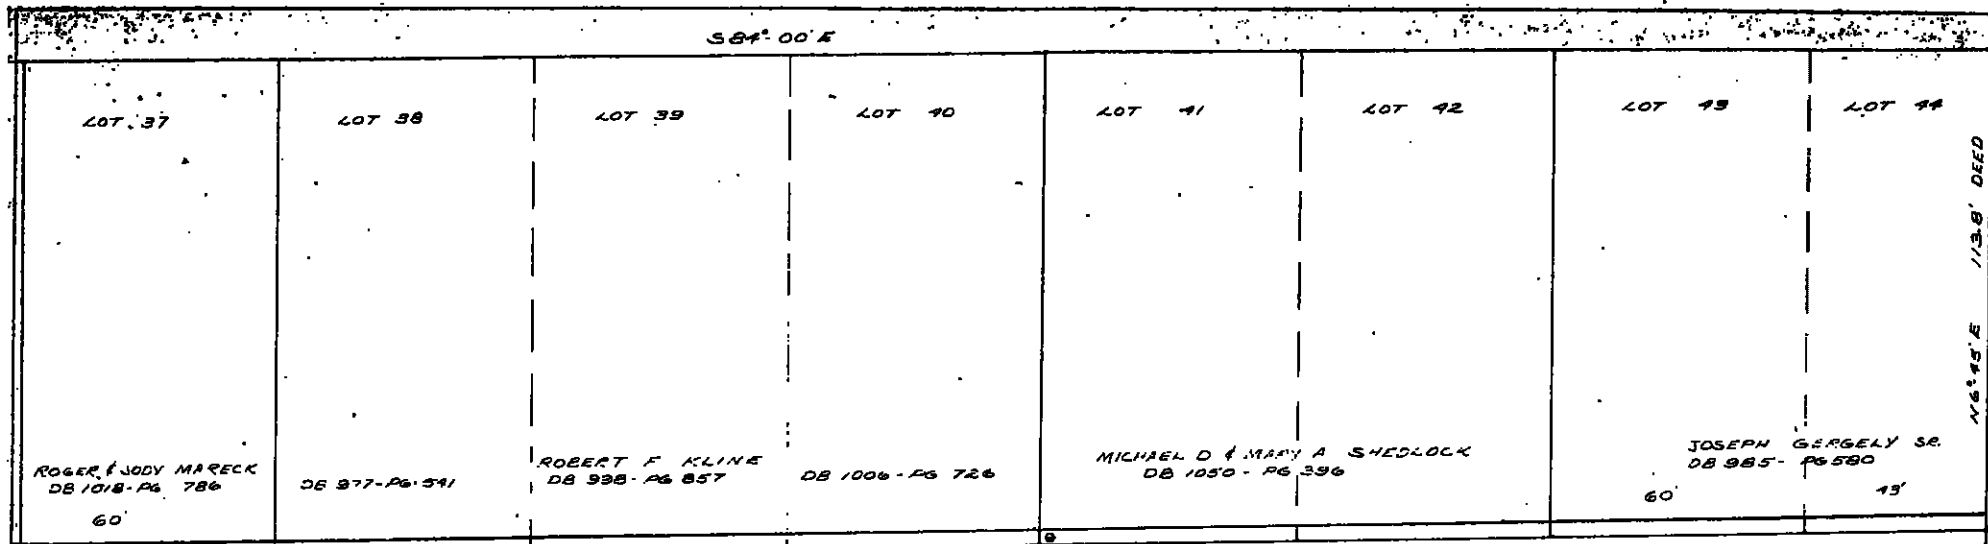 S84°00'E
LOT 37
LOT 38
LOT 39
LOT 40
LOT 41
LOT 42
LOT 43
LOT 44
N6°45'E 113.8' DEED
ROGER & JODY MARECK
DB 1018-PG 786
60'
DB 977-PG.541
ROBERT F KLINE
DB 998-PG 857
DB 1006-PG 726
MICHAEL D & MARY A SHEDLOCK
DB 1050-PG 396
JOSEPH GERGELY SR.
DB 985-PG580
60'
43'